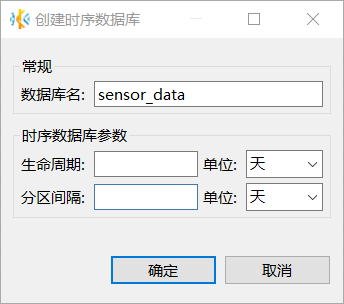 创建时序数据库
常规
数据库名: sensor_data
时序数据库参数
生命周期: 单位: 天
分区间隔: 单位: 天
确定 取消